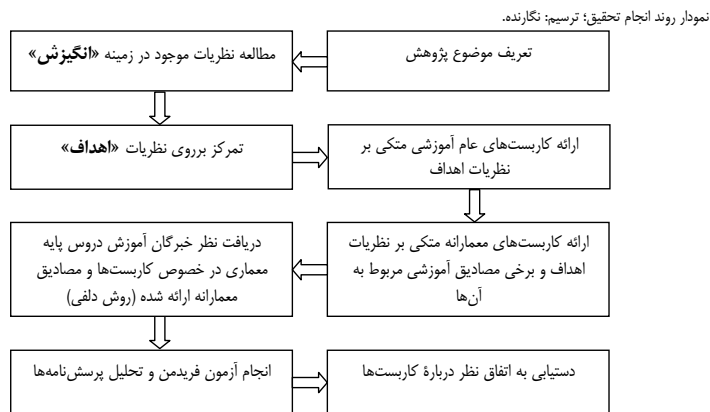 نمودار روند انجام تحقیق؛ ترسیم: نگارنده.
تعریف موضوع پژوهش
مطالعه نظریات موجود در زمینه «انگیزش»
تمرکز برروی نظریات «اهداف»
ارائه کاربست‌های عام آموزشی متکی بر
نظریات اهداف
ارائه کاربست‌های معمارانه متکی بر نظریات
اهداف و برخی مصادیق آموزشی مربوط به
آن‌ها
دریافت نظر خبرگان آموزش دروس پایه
معماری در خصوص کاربست‌ها و مصادیق
معمارانه ارائه شده (روش دلفی)
انجام آزمون فریدمن و تحلیل پرسش‌نامه‌ها
دستیابی به اتفاق نظر دربارهٔ کاربست‌ها